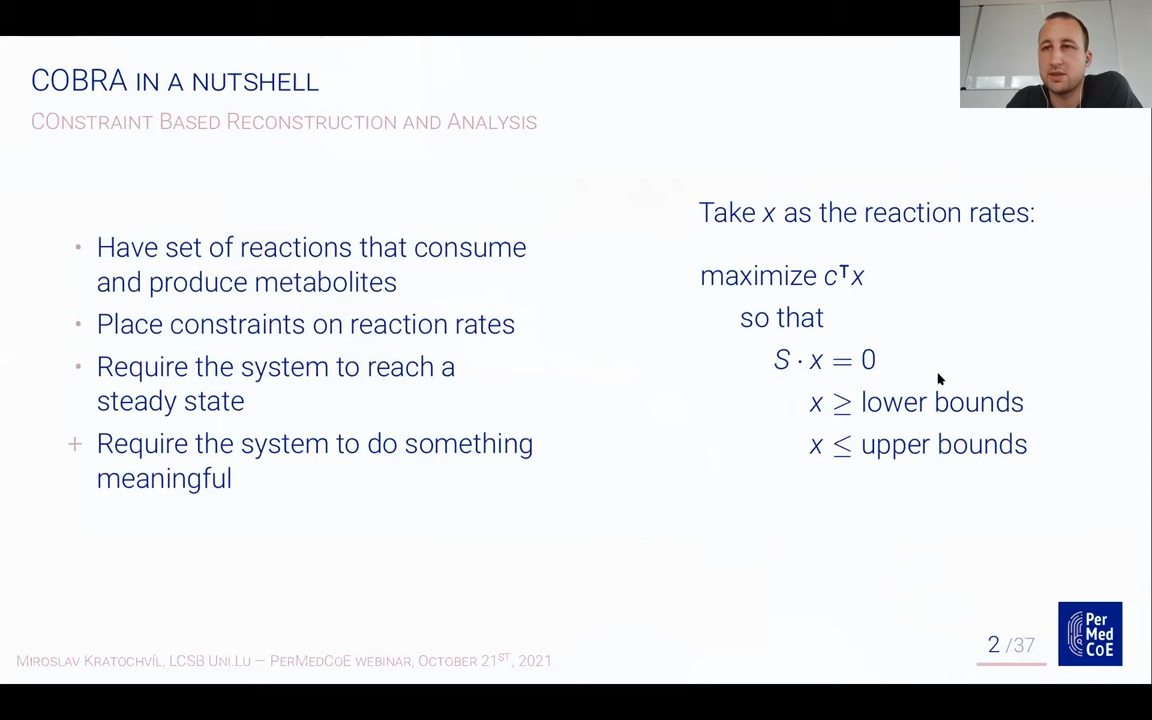 COBRA IN A NUTSHELL
CONSTRAINT BASED RECONSTRUCTION AND ANALYSIS
• Have set of reactions that consume
and produce metabolites
• Place constraints on reaction rates
• Require the system to reach a
steady state
+ Require the system to do something
meaningful
Take x as the reaction rates:
maximize cᵀx
so that
S · x = 0
x ≥ lower bounds
x ≤ upper bounds
MIROSLAV KRATOCHVÍL, LCSB UNI.LU — PERMEDCOE WEBINAR, OCTOBER 21ST, 2021
2 /37
Per
Med
CoE